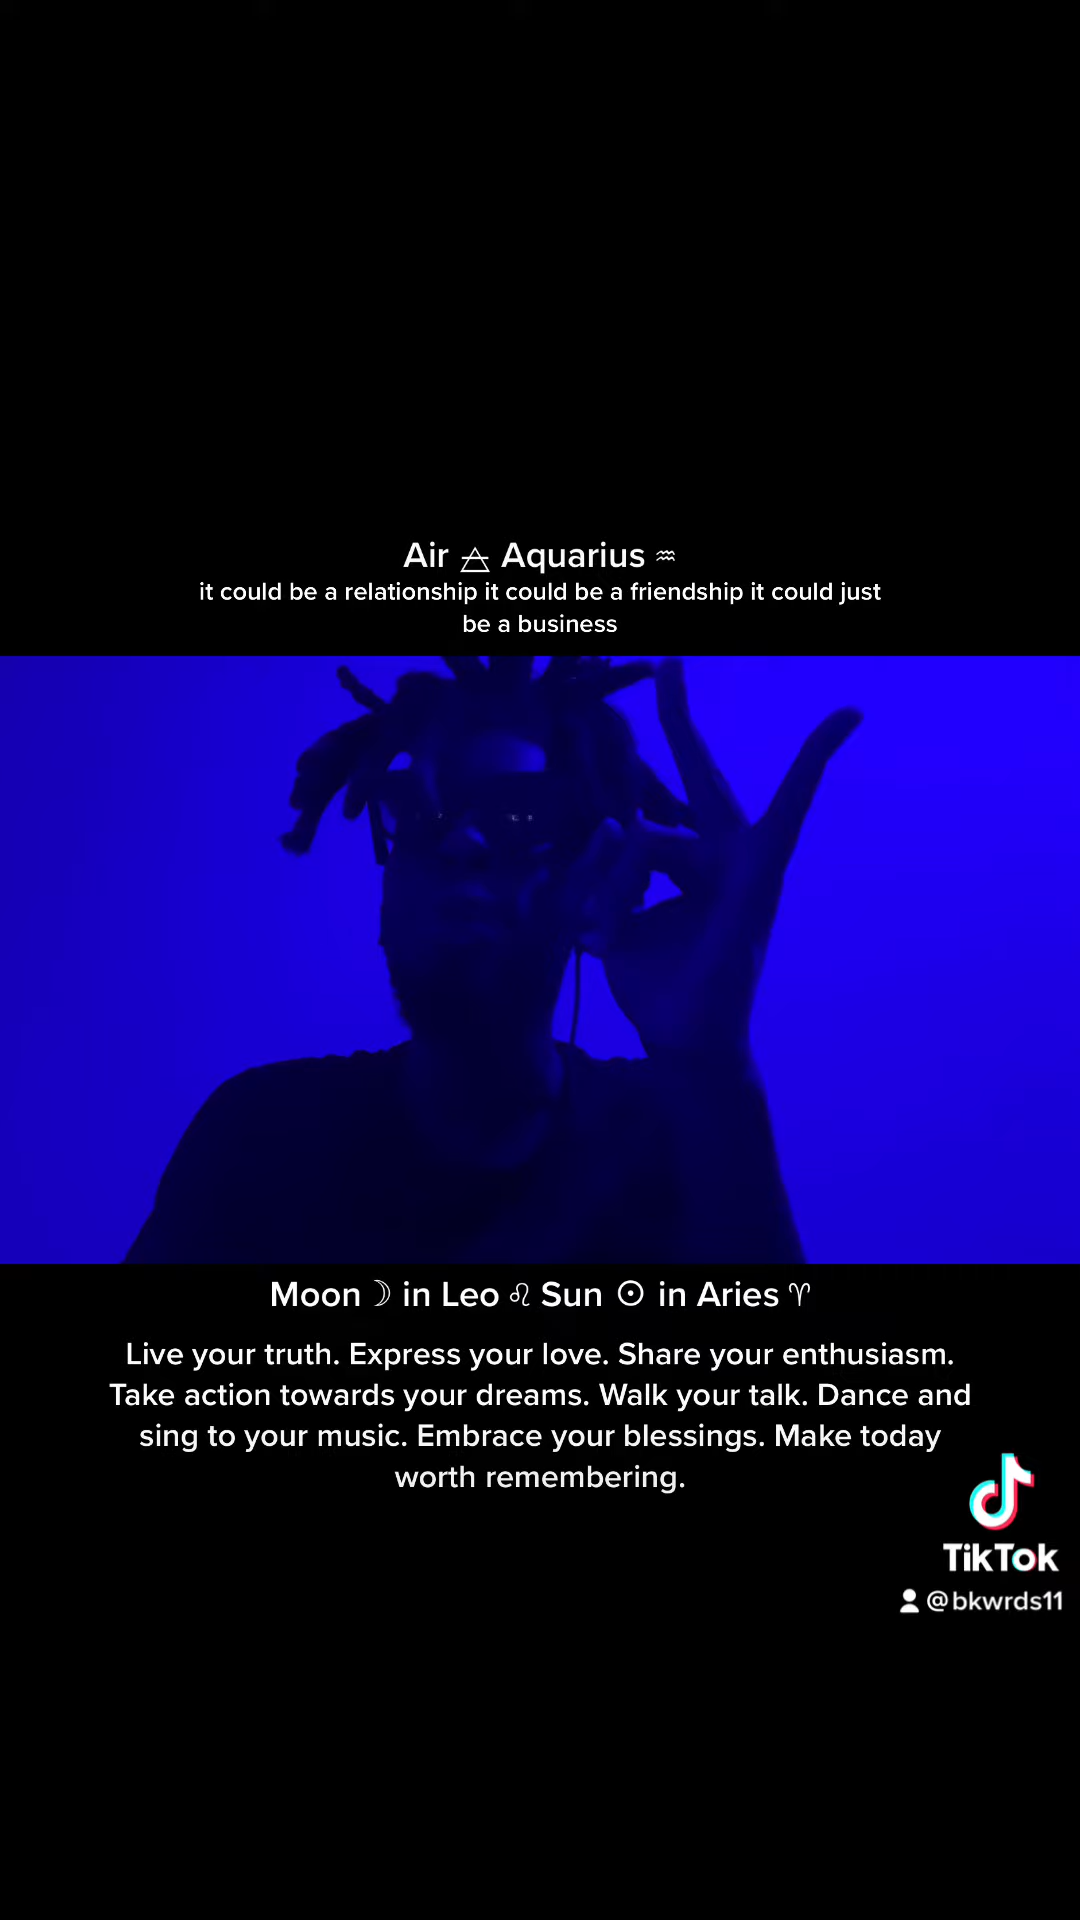 Air 🜁 Aquarius ♒︎
it could be a relationship it could be a friendship it could just
be a business
Moon☽ in Leo ♌︎ Sun ☉ in Aries ♈︎
Live your truth. Express your love. Share your enthusiasm.
Take action towards your dreams. Walk your talk. Dance and
sing to your music. Embrace your blessings. Make today
worth remembering.
TikTok
@bkwrds11